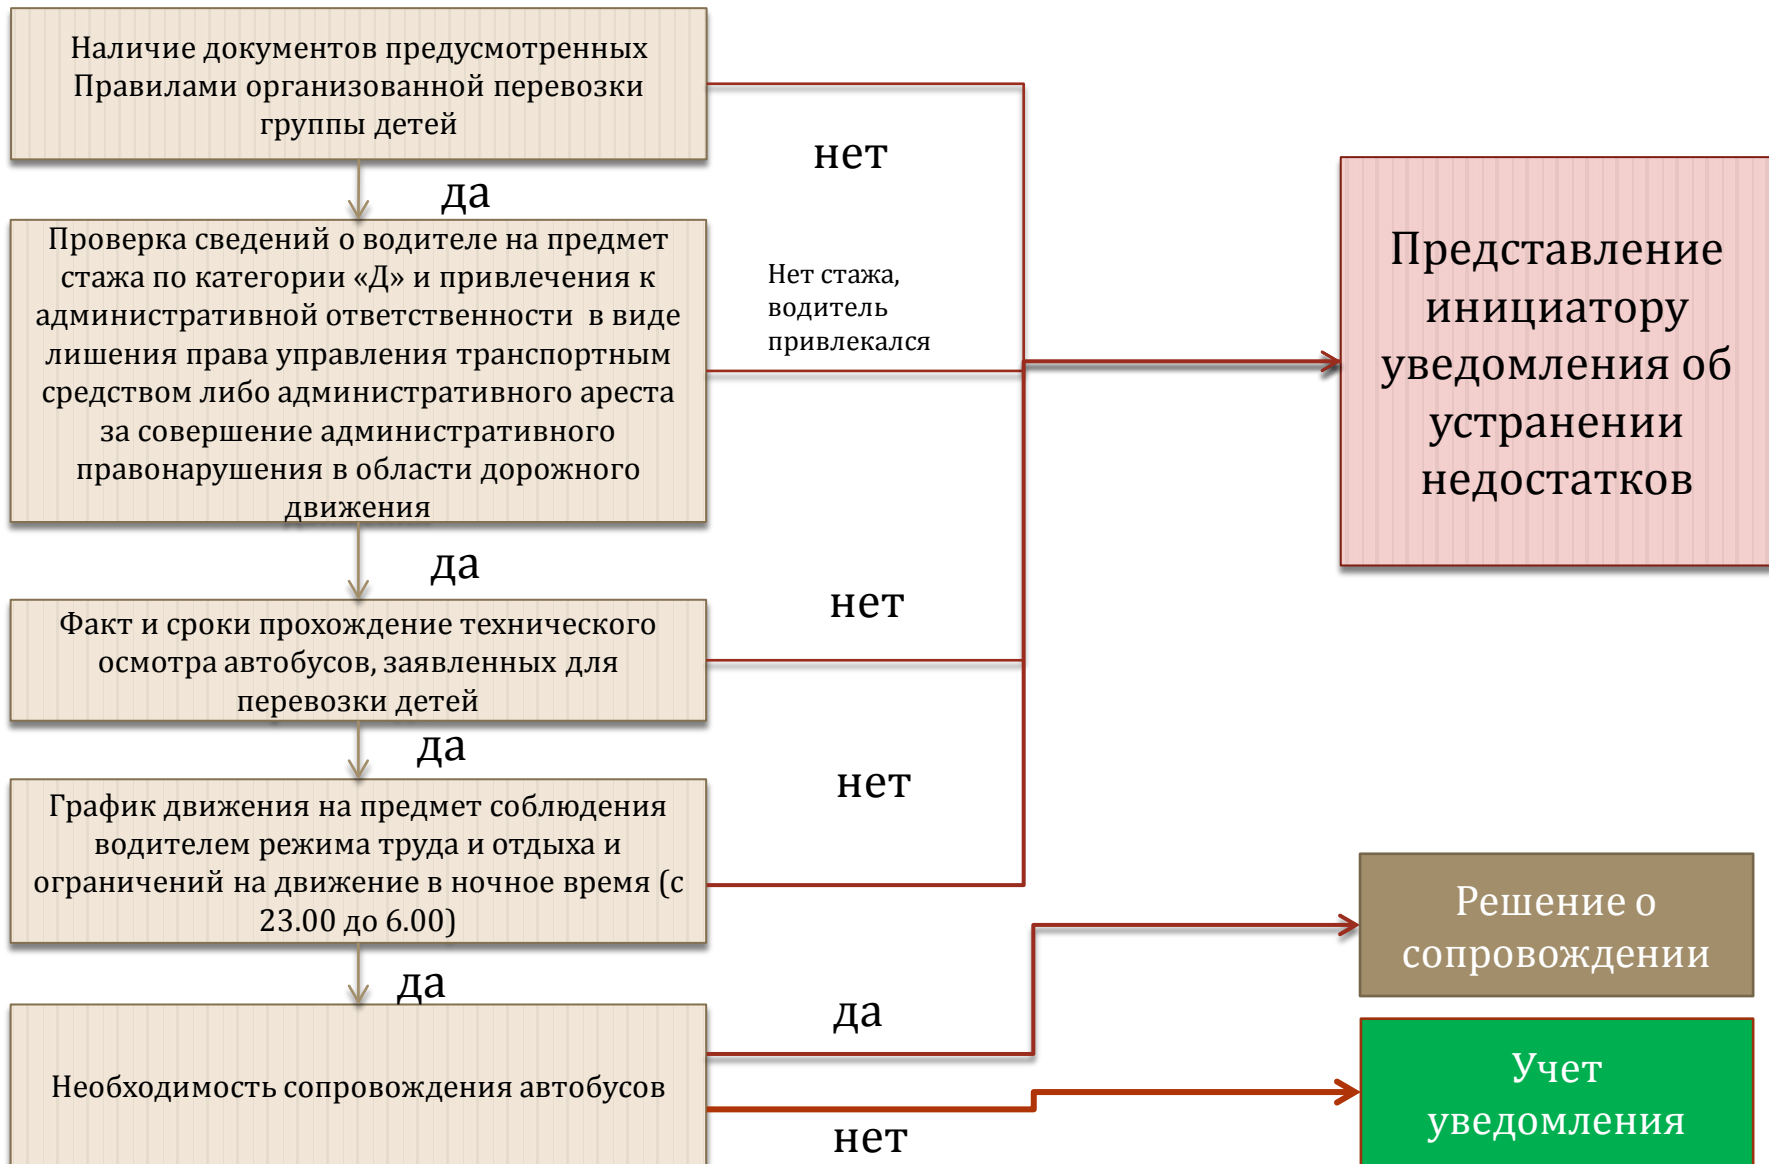 Наличие документов предусмотренных
Правилами организованной перевозки
группы детей
нет
да
Проверка сведений о водителе на предмет
стажа по категории «Д» и привлечения к
административной ответственности в виде
лишения права управления транспортным
средством либо административного ареста
за совершение административного
правонарушения в области дорожного
движения
Нет стажа,
водитель
привлекался
Представление
инициатору
уведомления об
устранении
недостатков
да
Факт и сроки прохождение технического
осмотра автобусов, заявленных для
перевозки детей
нет
да
График движения на предмет соблюдения
водителем режима труда и отдыха и
ограничений на движение в ночное время (с
23.00 до 6.00)
нет
да
Необходимость сопровождения автобусов
да
Решение о
сопровождении
нет
Учет
уведомления